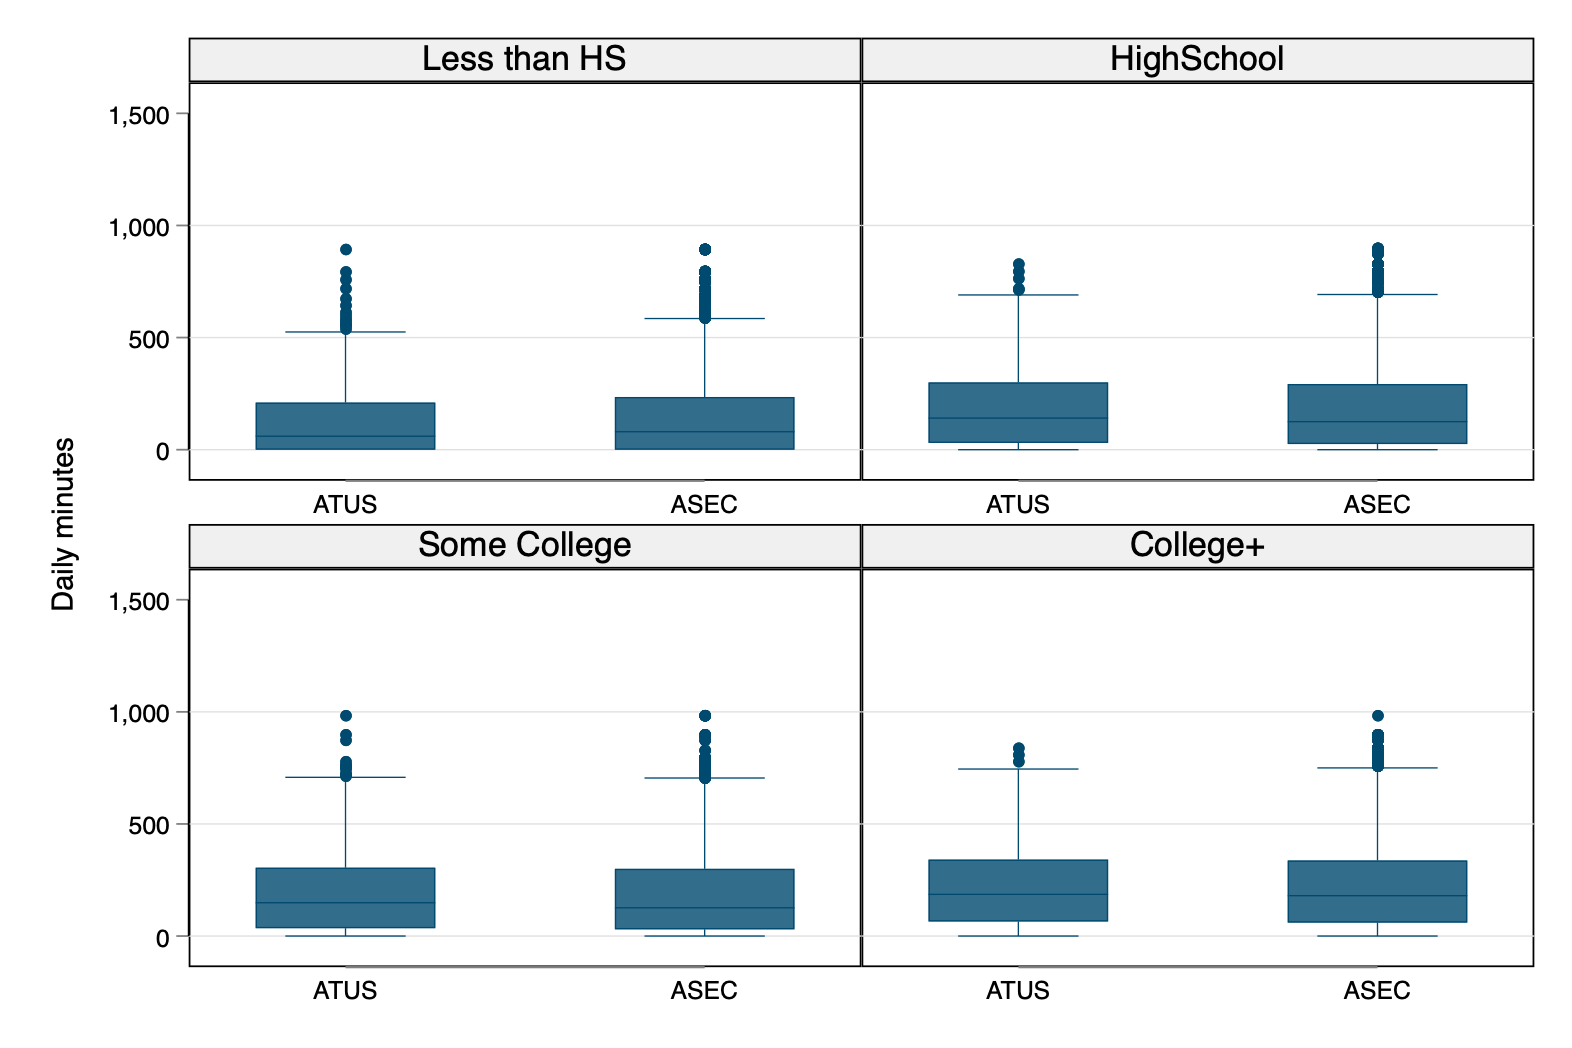 Less than HS
HighSchool
1,500
1,000
500
0
ATUS
ASEC
ATUS
ASEC
Daily minutes
Some College
College+
1,500
1,000
500
0
ATUS
ASEC
ATUS
ASEC